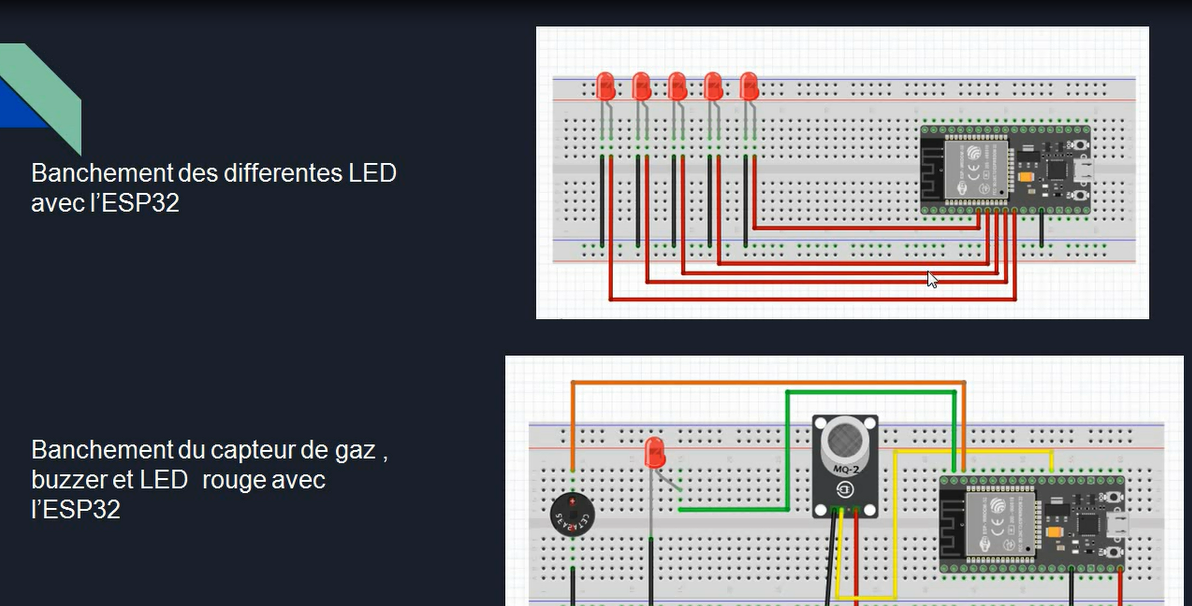 Banchement des differentes LED
avec l’ESP32
Banchement du capteur de gaz ,
buzzer et LED rouge avec
l’ESP32
MQ-2